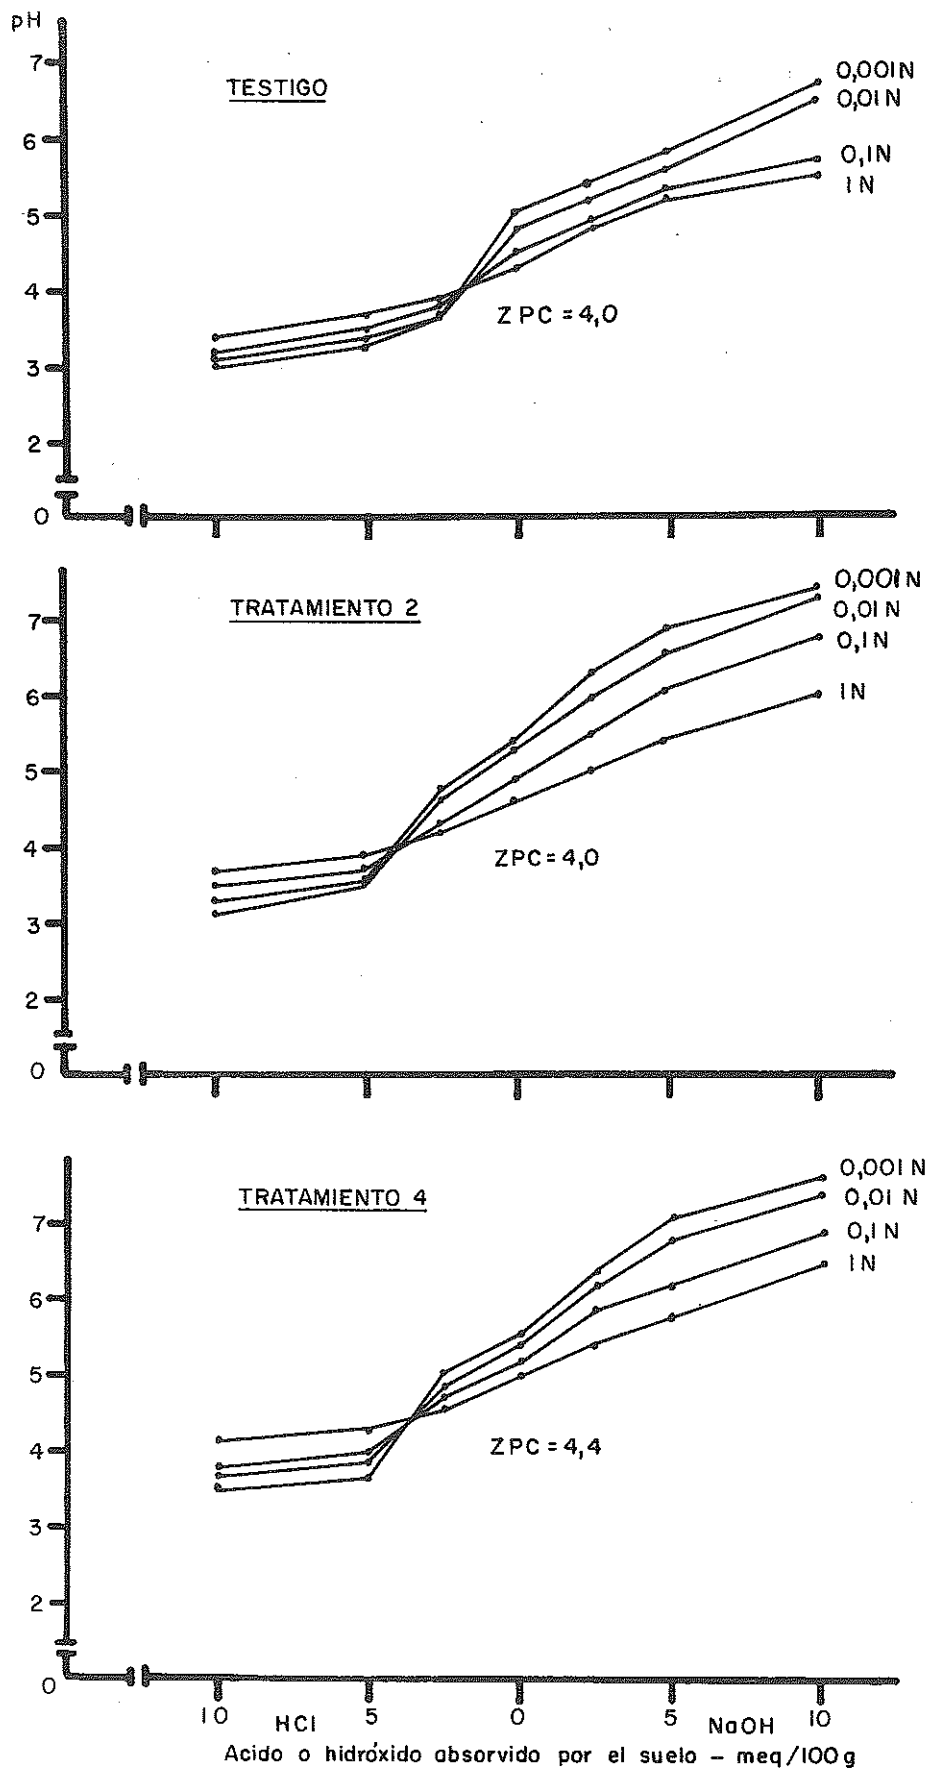 pH
7
TESTIGO
0,001N
0,01N
6
0,1N
1N
5
4
ZPC = 4,0
3
2
0
TRATAMIENTO 2
0,001N
7
0,01N
0,1N
6
1N
5
4
ZPC = 4,0
3
2
0
TRATAMIENTO 4
0,001N
0,01N
7
0,1N
1N
6
5
4
ZPC = 4,4
3
2
0
10 HCl 5 0 5 NaOH 10
Acido o hidróxido absorvido por el suelo - meq/100g